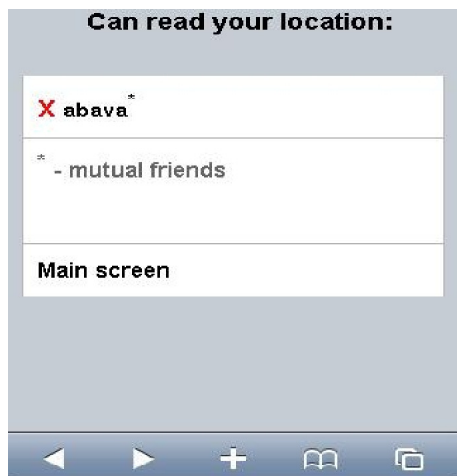 Can read your location:
X abava*
* - mutual friends
Main screen